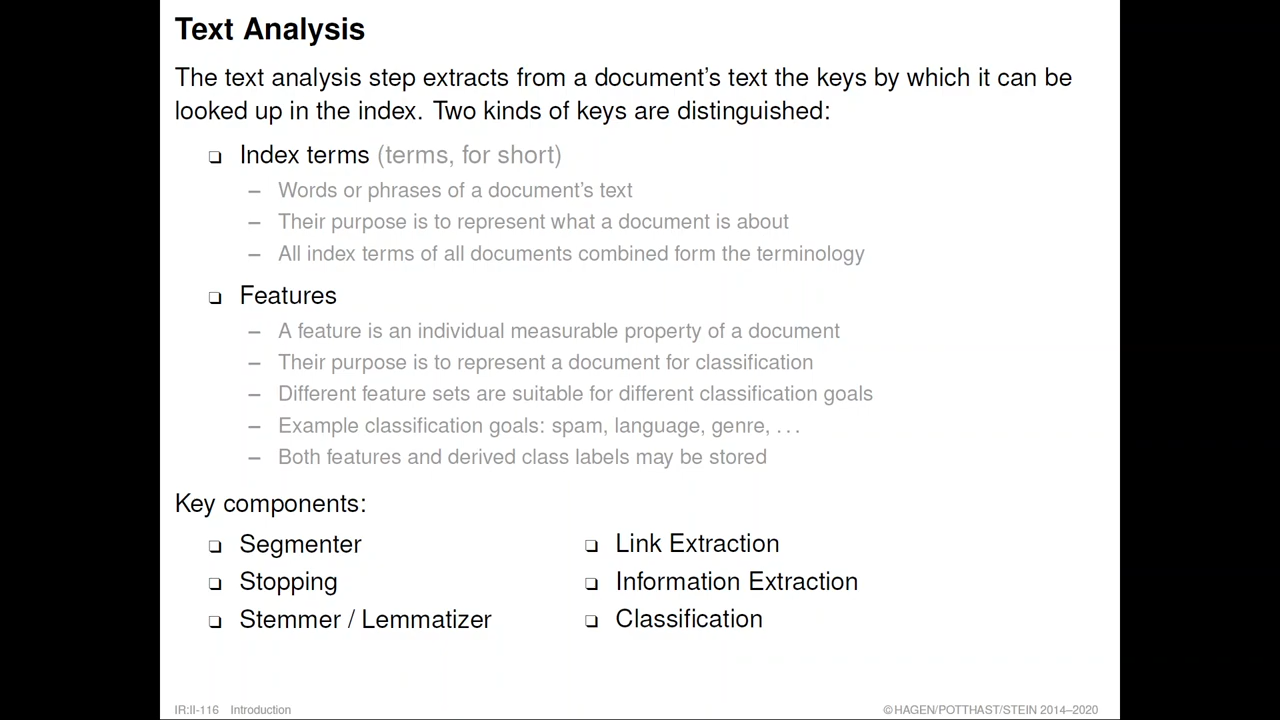 Text Analysis
The text analysis step extracts from a document’s text the keys by which it can be
looked up in the index. Two kinds of keys are distinguished:
❏ Index terms (terms, for short)
– Words or phrases of a document’s text
– Their purpose is to represent what a document is about
– All index terms of all documents combined form the terminology
❏ Features
– A feature is an individual measurable property of a document
– Their purpose is to represent a document for classification
– Different feature sets are suitable for different classification goals
– Example classification goals: spam, language, genre, . . .
– Both features and derived class labels may be stored
Key components:
❏ Segmenter
❏ Stopping
❏ Stemmer / Lemmatizer
❏ Link Extraction
❏ Information Extraction
❏ Classification
IR:II-116 Introduction
©HAGEN/POTTHAST/STEIN 2014–2020